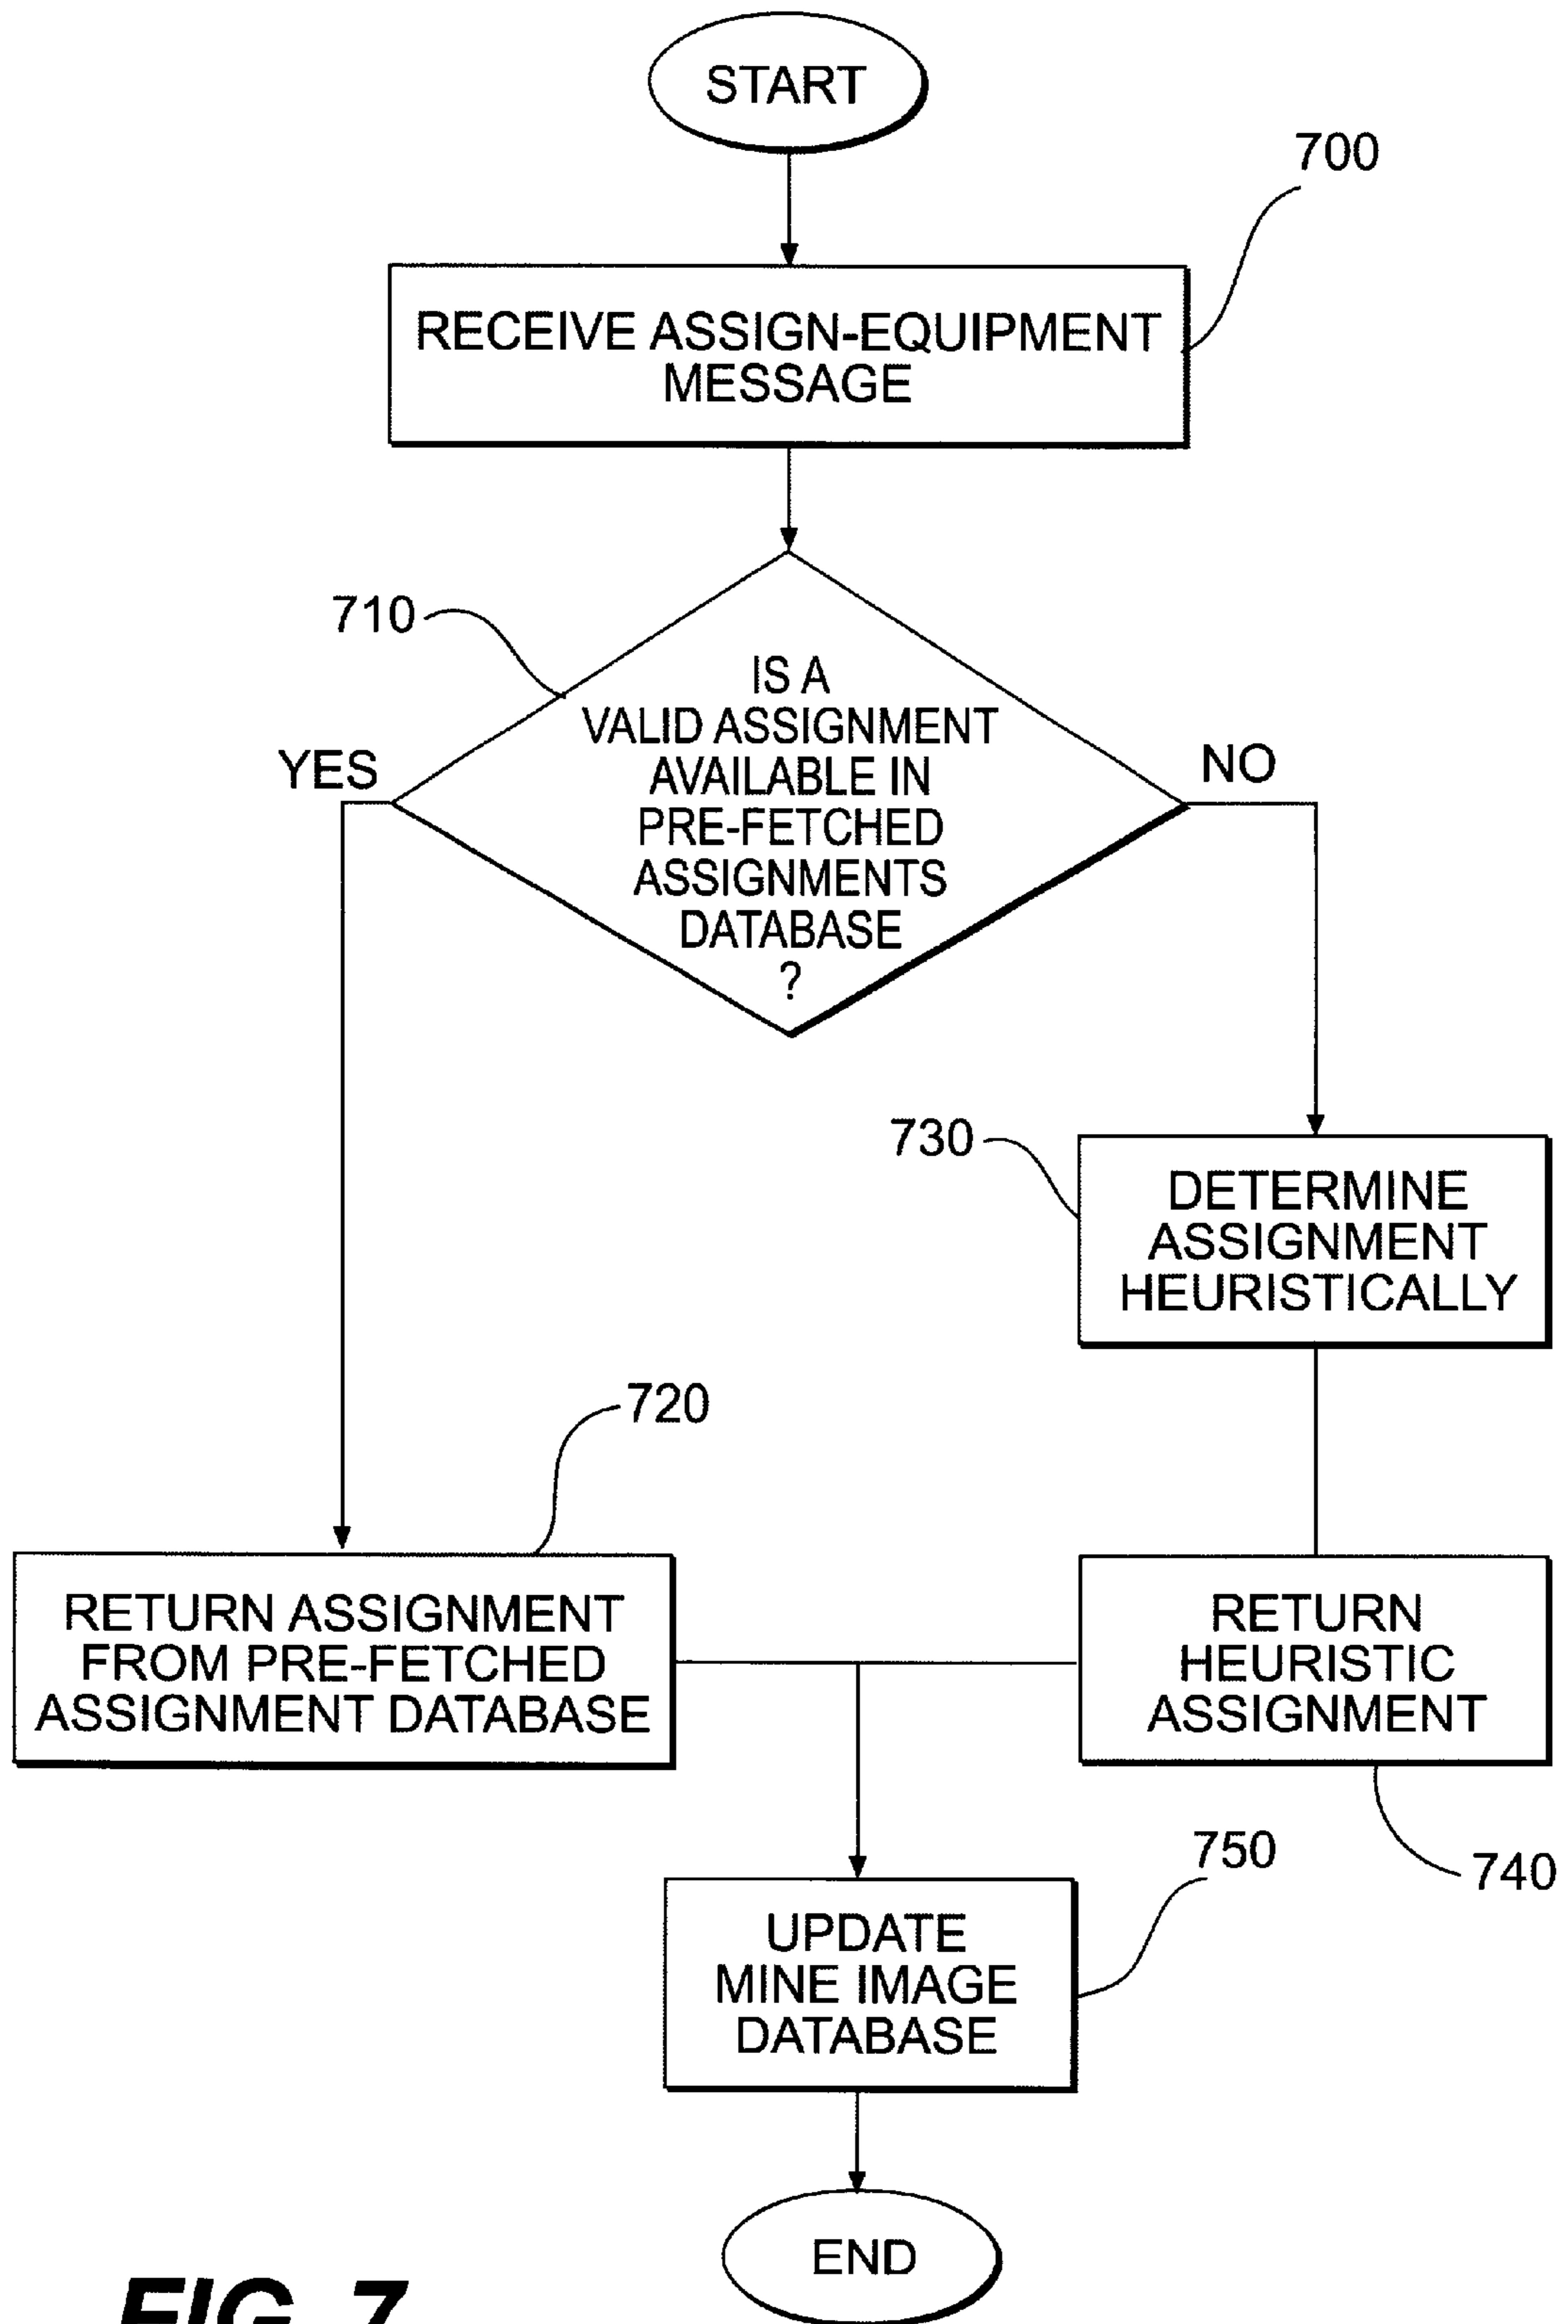 START
700
RECEIVE ASSIGN-EQUIPMENT
MESSAGE
710
IS A
VALID ASSIGNMENT
AVAILABLE IN
PRE-FETCHED
ASSIGNMENTS
DATABASE
?
YES
NO
730
DETERMINE
ASSIGNMENT
HEURISTICALLY
720
RETURN ASSIGNMENT
FROM PRE-FETCHED
ASSIGNMENT DATABASE
RETURN
HEURISTIC
ASSIGNMENT
740
750
UPDATE
MINE IMAGE
DATABASE
END
FIG. 7